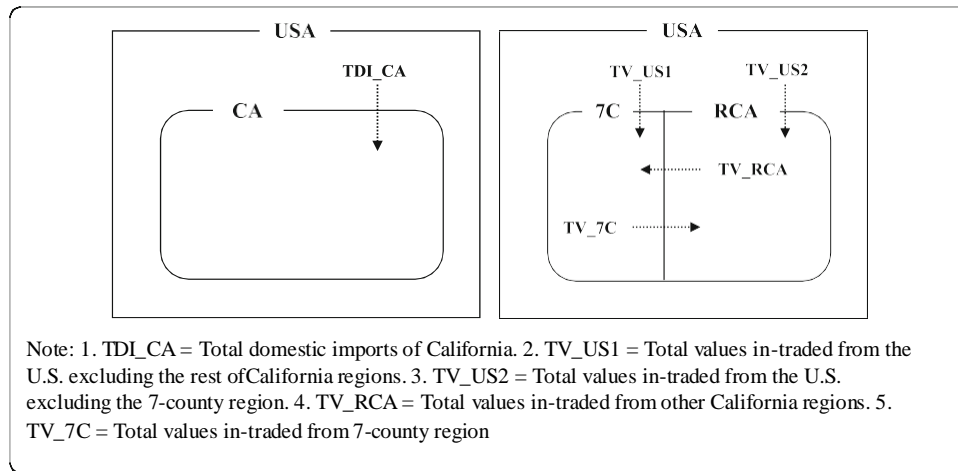 USA
TDI_CA
CA
USA
TV_US1
TV_US2
7C
RCA
TV_RCA
TV_7C
Note: 1. TDI_CA = Total domestic imports of California. 2. TV_US1 = Total values in-traded from the
U.S. excluding the rest ofCalifornia regions. 3. TV_US2 = Total values in-traded from the U.S.
excluding the 7-county region. 4. TV_RCA = Total values in-traded from other California regions. 5.
TV_7C = Total values in-traded from 7-county region